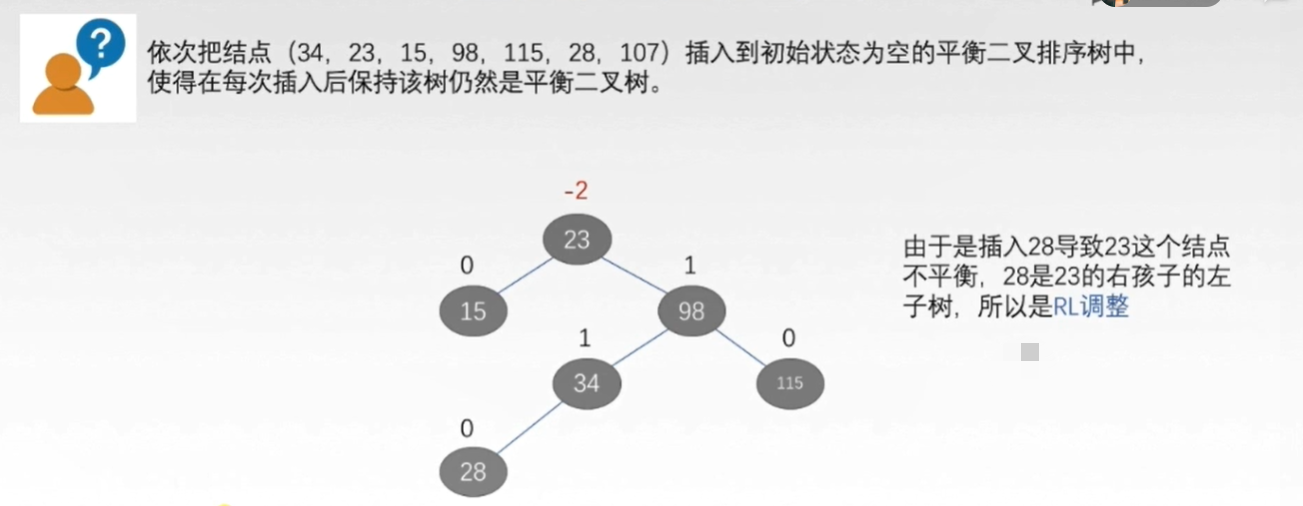 ?
依次把结点（34，23，15，98，115，28，107）插入到初始状态为空的平衡二叉排序树中，
使得在每次插入后保持该树仍然是平衡二叉树。
-2
23
0
1
15
98
1
0
34
115
0
28
由于是插入28导致23这个结点
不平衡，28是23的右孩子的左
子树，所以是RL调整